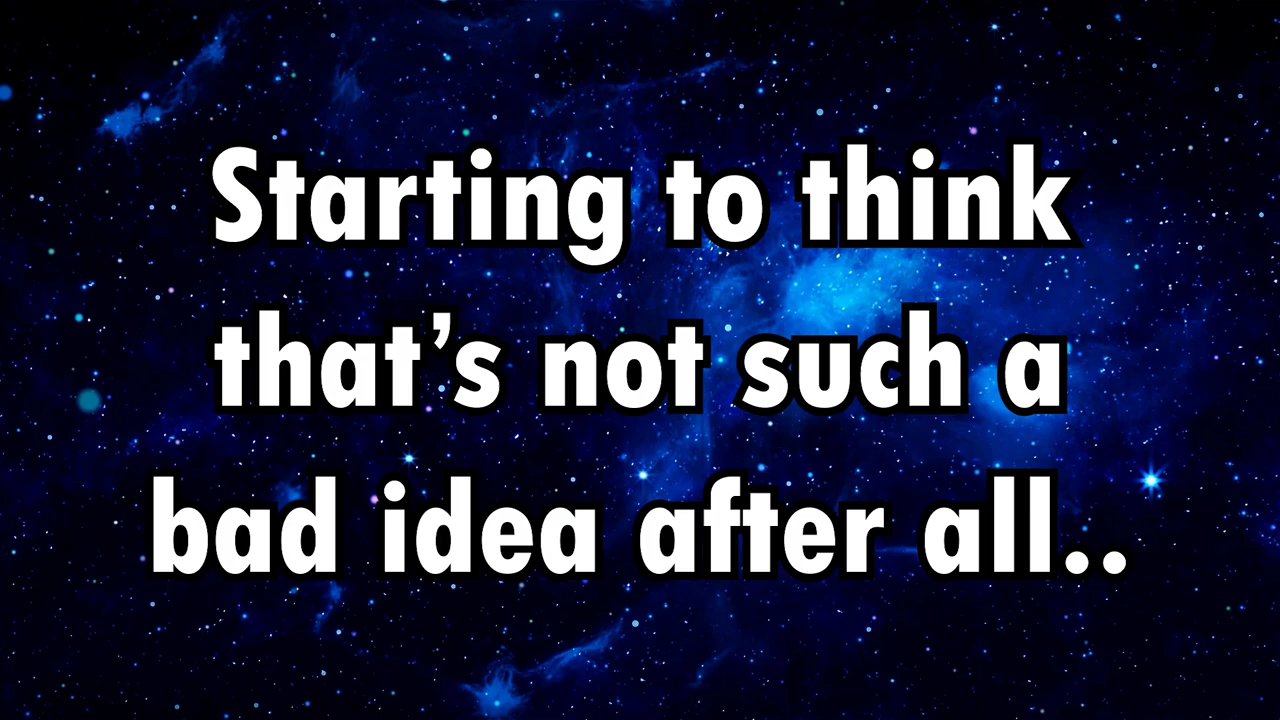 Starting to think
that’s not such a
bad idea after all..